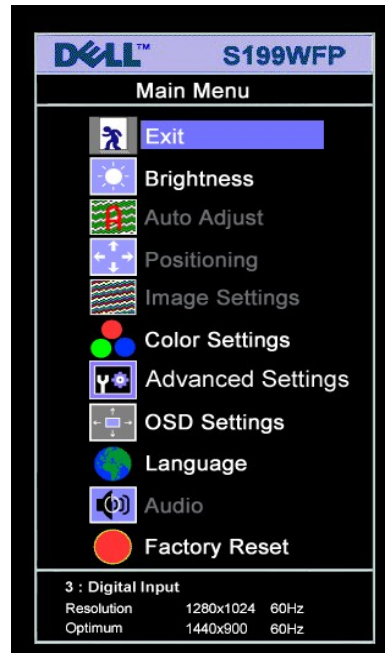 DELL™ S199WFP
Main Menu
Exit
Brightness
Auto Adjust
Positioning
Image Settings
Color Settings
Advanced Settings
OSD Settings
Language
Audio
Factory Reset
3 : Digital Input
Resolution 1280x1024 60Hz
Optimum 1440x900 60Hz